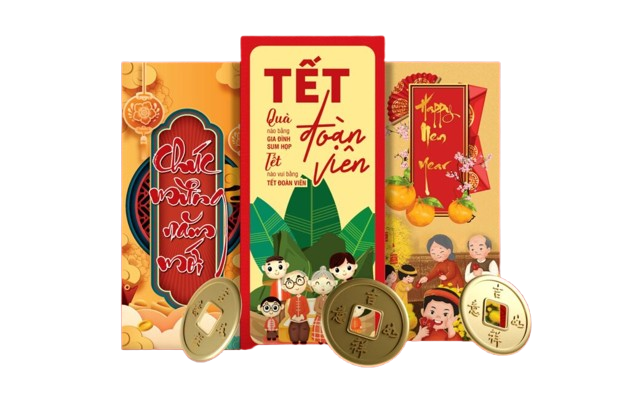 Chúc
mừng
năm
mới
TẾT
đoàn
viên
Quà
nào bằng
GIA ĐÌNH
SUM HỌP
Tết
nào vui bằng
TẾT ĐOÀN VIÊN
Happy
New
Year